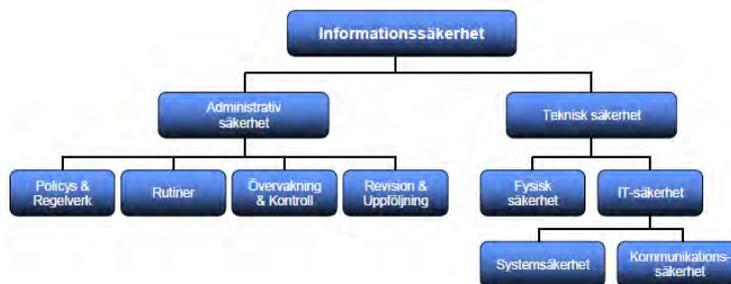 Informationssäkerhet
Administrativ
säkerhet
Teknisk säkerhet
Policys &
Regelverk
Rutiner
Övervakning
& Kontroll
Revision &
Uppföljning
Fysisk
säkerhet
IT-säkerhet
Systemsäkerhet
Kommunikations-
säkerhet